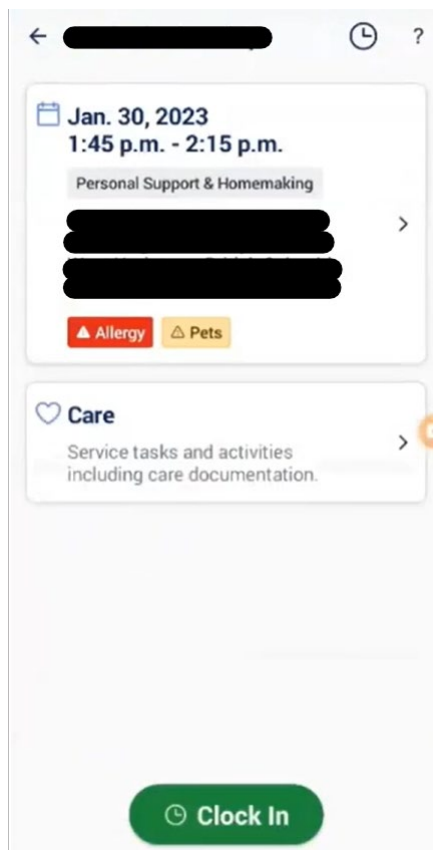 ?
Jan. 30, 2023
1:45 p.m. - 2:15 p.m.
Personal Support & Homemaking
Allergy
Pets
Care
Service tasks and activities
including care documentation.
Clock In